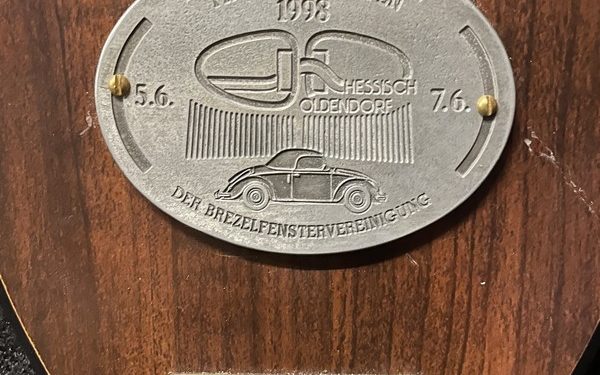 1998
HESSISCH
OLDENDORF
5.6.
7.6.
DER BREZELFENSTERVEREINIGUNG